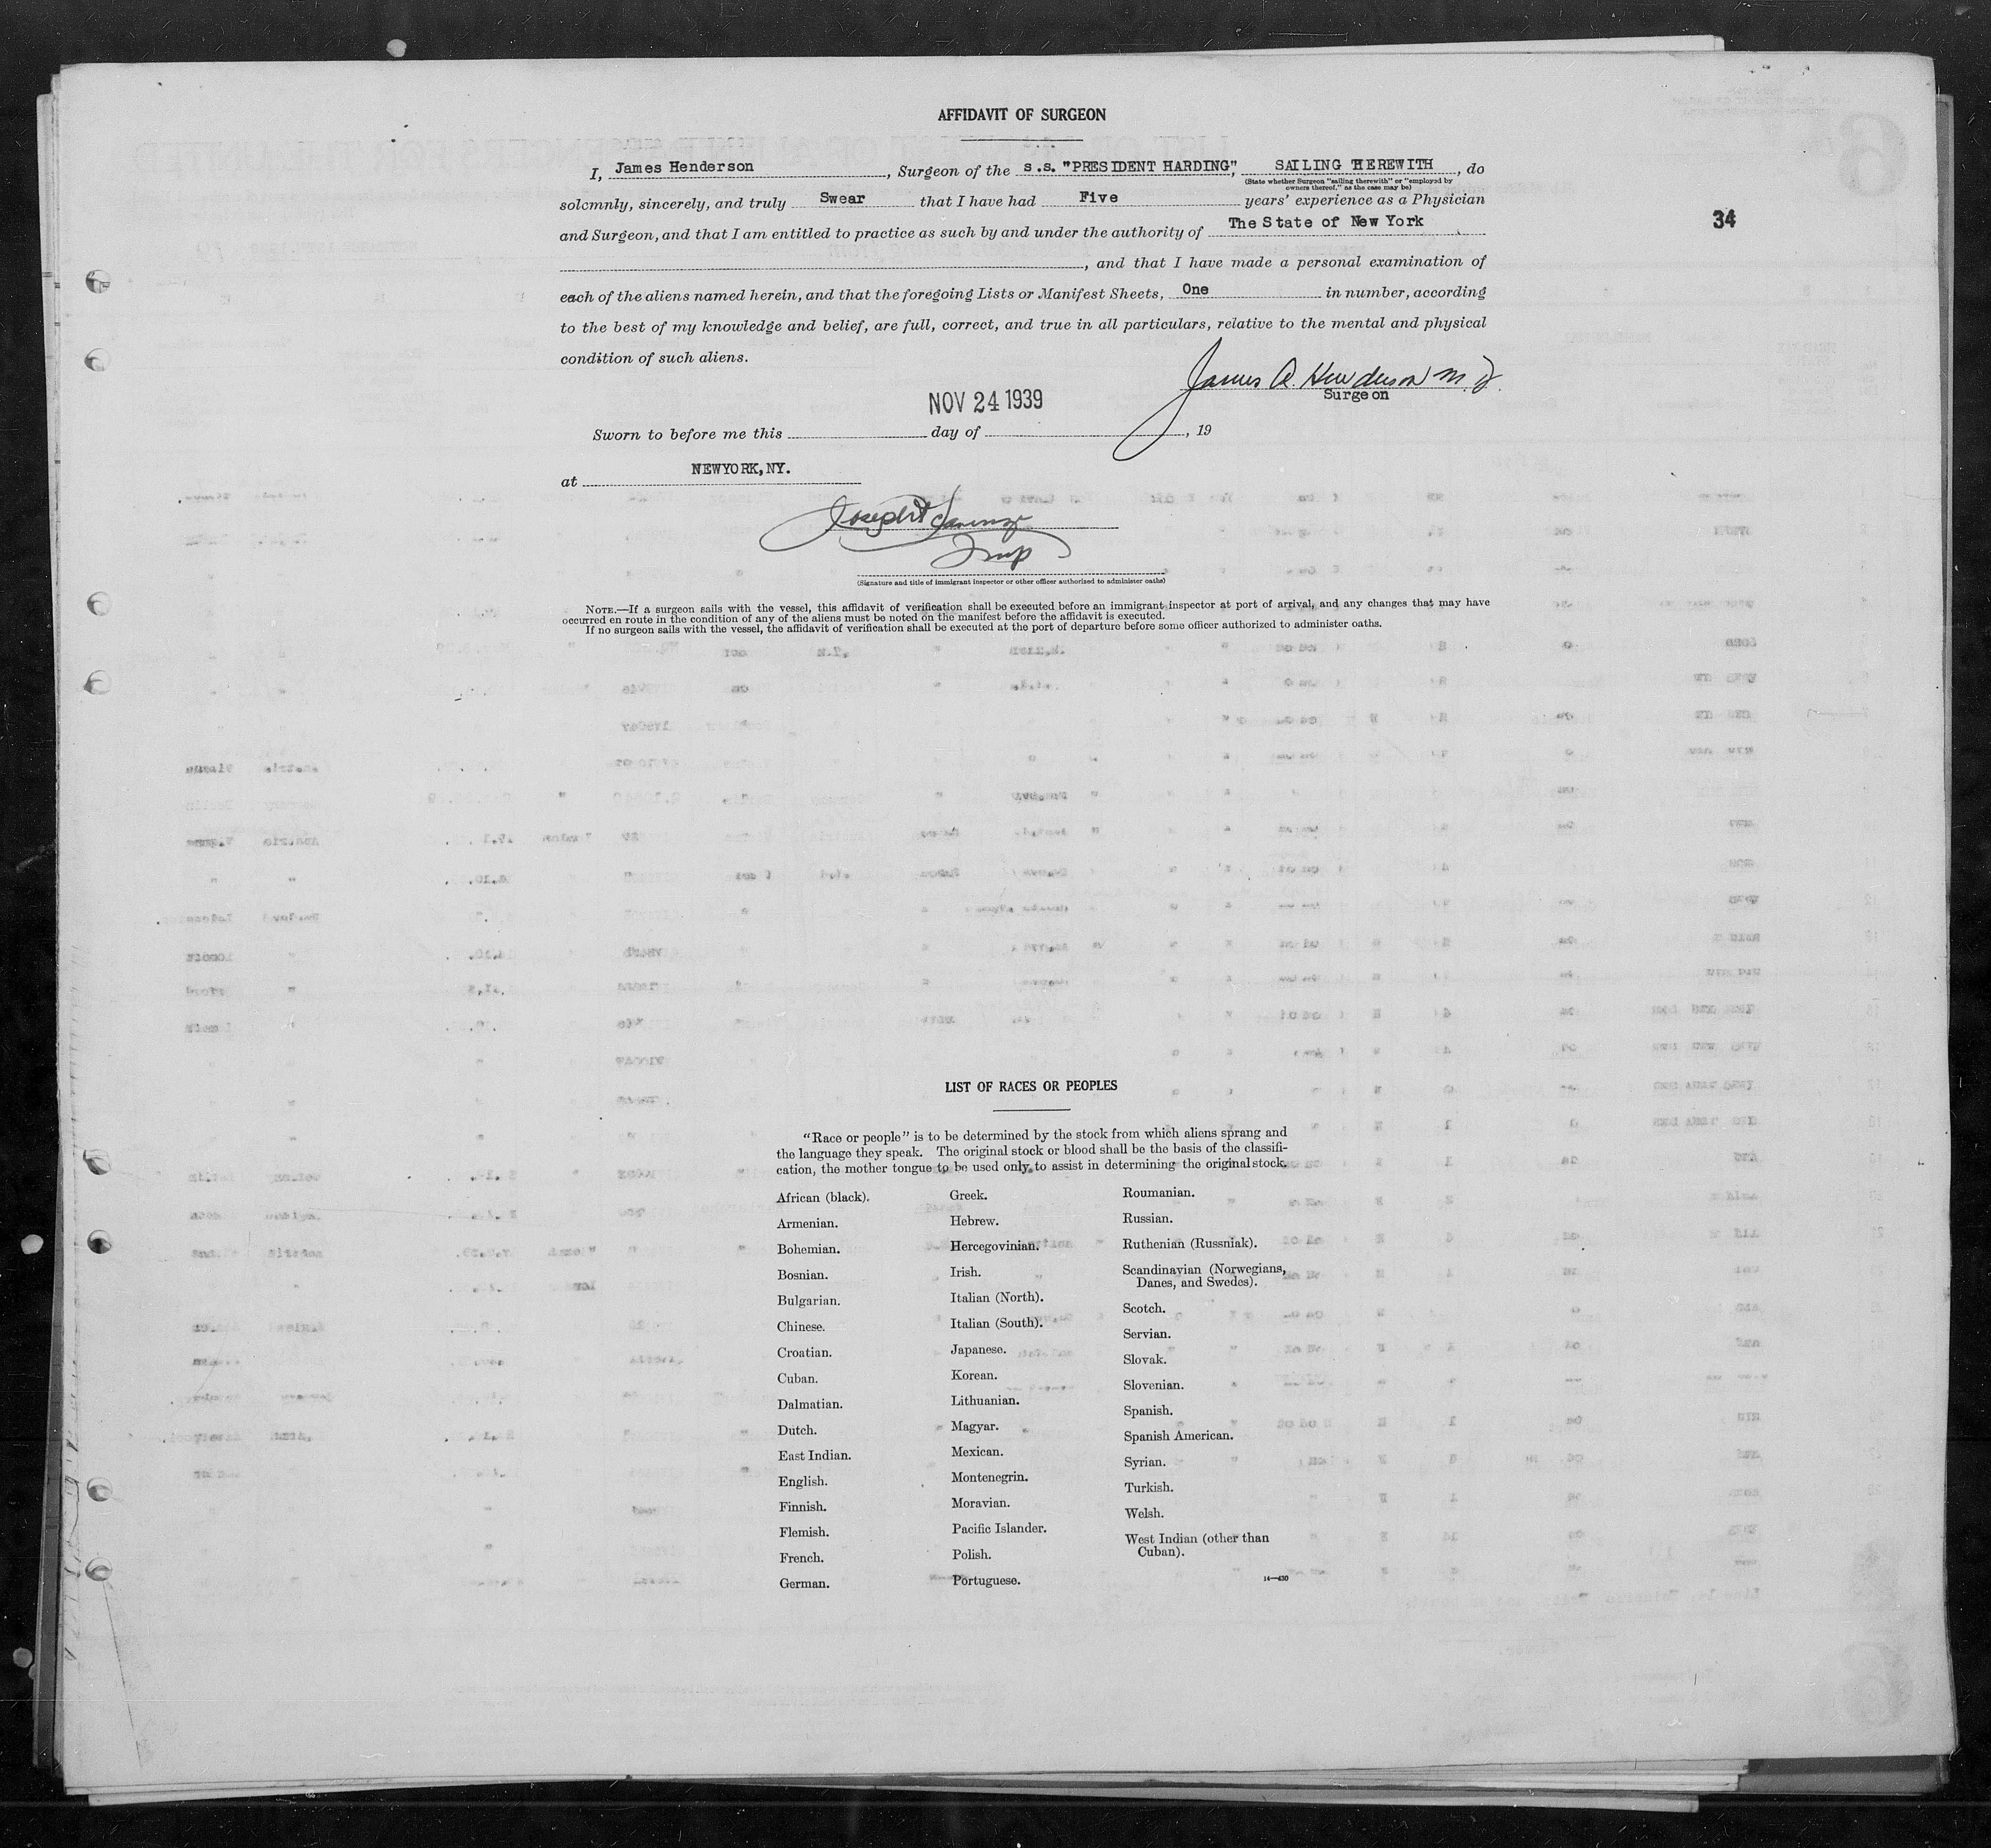 AFFIDAVIT OF SURGEON
I, James Henderson, Surgeon of the s.s. "PRESIDENT HARDING", SAILING HEREWITH, do
(State whether Surgeon "sailing therewith" or "employed by
owners thereof," as the case may be)
solemnly, sincerely, and truly Swear that I have had Five years' experience as a Physician
and Surgeon, and that I am entitled to practice as such by and under the authority of The State of New York
34
, and that I have made a personal examination of
each of the aliens named herein, and that the foregoing Lists or Manifest Sheets, One in number, according
to the best of my knowledge and belief, are full, correct, and true in all particulars, relative to the mental and physical
condition of such aliens.
James A. Henderson M.D.
Surgeon
NOV 24 1939
Sworn to before me this day of , 19
at NEWYORK, NY.
Joseph
Insp
(Signature and title of immigrant inspector or other officer authorized to administer oaths)
NOTE.—If a surgeon sails with the vessel, this affidavit of verification shall be executed before an immigrant inspector at port of arrival, and any changes that may have
occurred en route in the condition of any of the aliens must be noted on the manifest before the affidavit is executed.
If no surgeon sails with the vessel, the affidavit of verification shall be executed at the port of departure before some officer authorized to administer oaths.
LIST OF RACES OR PEOPLES
"Race or people" is to be determined by the stock from which aliens sprang and
the language they speak. The original stock or blood shall be the basis of the classifi-
cation, the mother tongue to be used only to assist in determining the original stock.
African (black).
Armenian.
Bohemian.
Bosnian.
Bulgarian.
Chinese.
Croatian.
Cuban.
Dalmatian.
Dutch.
East Indian.
English.
Finnish.
Flemish.
French.
German.
Greek.
Hebrew.
Hercegovinian.
Irish.
Italian (North).
Italian (South).
Japanese.
Korean.
Lithuanian.
Magyar.
Mexican.
Montenegrin.
Moravian.
Pacific Islander.
Polish.
Portuguese.
Roumanian.
Russian.
Ruthenian (Russniak).
Scandinavian (Norwegians,
Danes, and Swedes).
Scotch.
Servian.
Slovak.
Slovenian.
Spanish.
Spanish American.
Syrian.
Turkish.
Welsh.
West Indian (other than
Cuban).
14—430